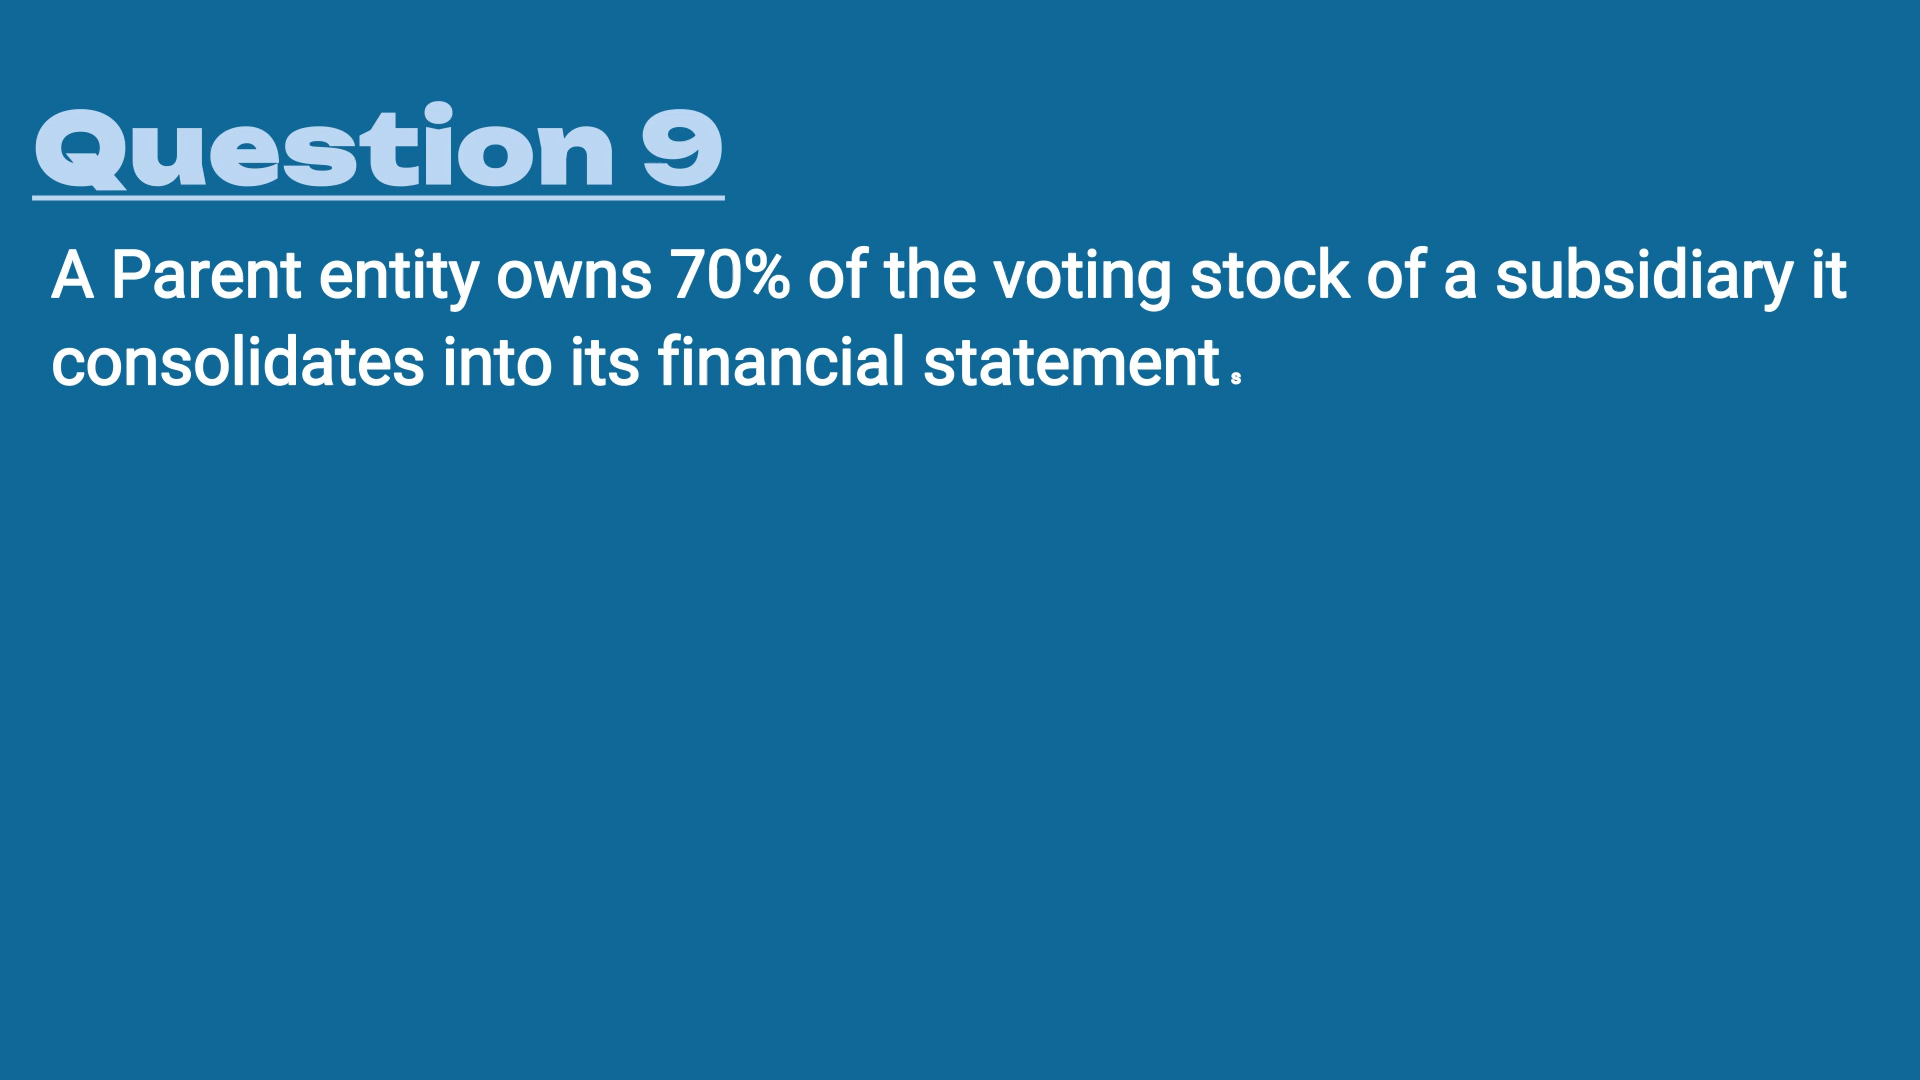 Question 9
A Parent entity owns 70% of the voting stock of a subsidiary it
consolidates into its financial statement s